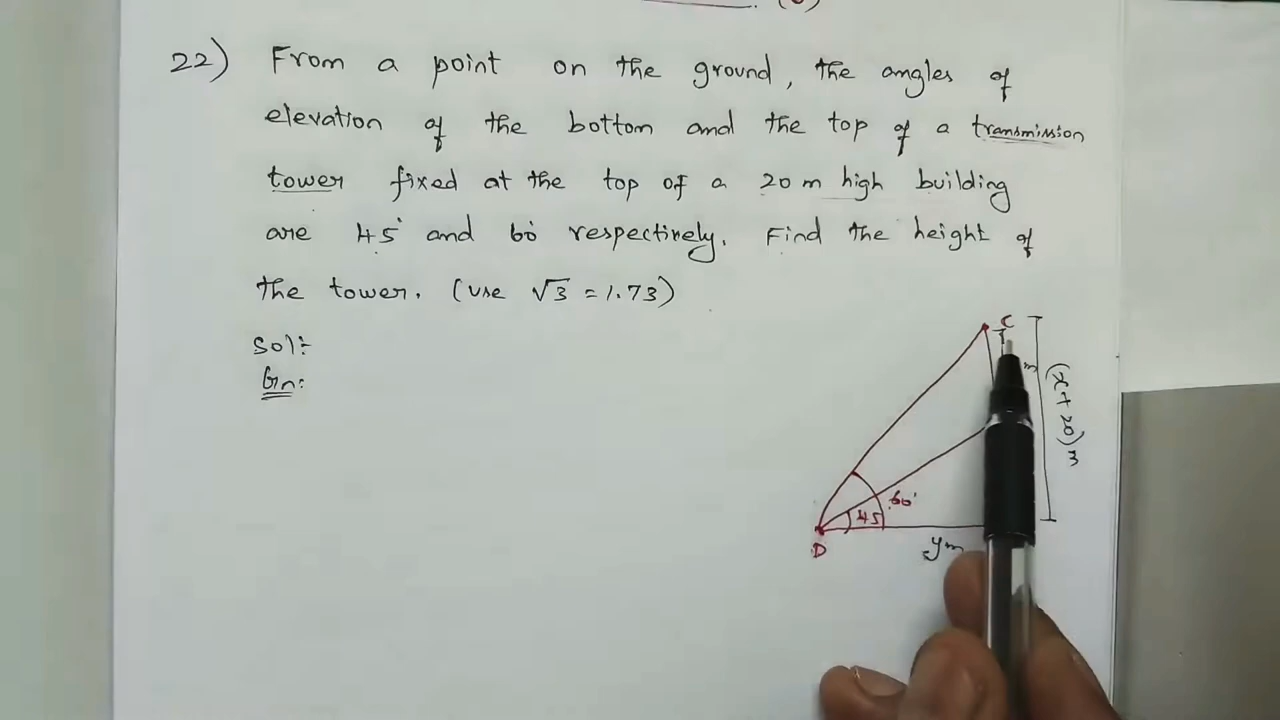 22) From a point on the ground, the angles of
elevation of the bottom and the top of a transmission
tower fixed at the top of a 20 m high building
are 45° and 60° respectively. Find the height of
the tower. (use √3 = 1.73)
Sol:-
Gn:
C
m
(x + 20) m
60°
45
D
y m